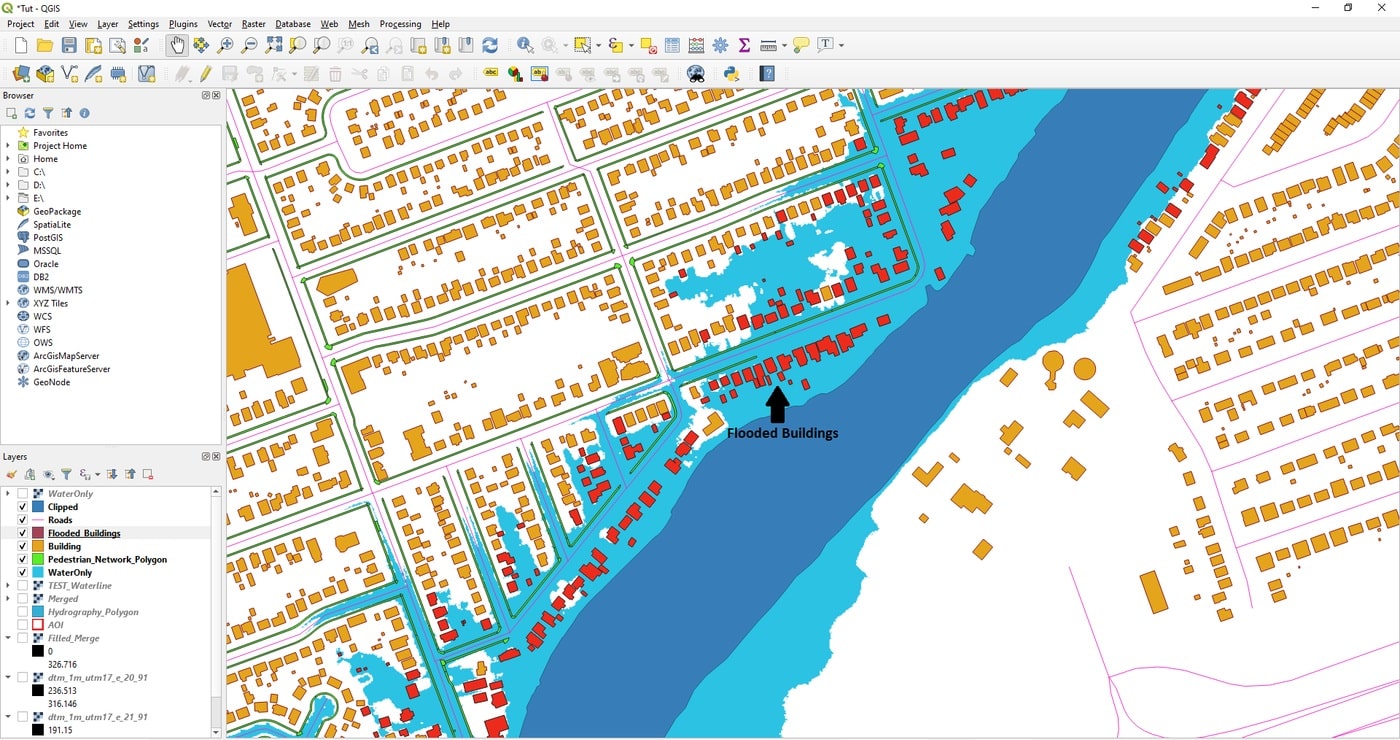 *Tut - QGIS
Project Edit View Layer Settings Plugins Vector Raster Database Web Mesh Processing Help
Browser
Favorites
Project Home
Home
C:\
D:\
E:\
GeoPackage
SpatiaLite
PostGIS
MSSQL
Oracle
DB2
WMS/WMTS
XYZ Tiles
WCS
WFS
OWS
ArcGisMapServer
ArcGisFeatureServer
GeoNode
Layers
WaterOnly
Clipped
Roads
Flooded_Buildings
Building
Pedestrian_Network_Polygon
WaterOnly
TEST_Waterline
Merged
Hydrography_Polygon
AOI
Filled_Merge
0
326.716
dtm_1m_utm17_e_20_91
236.513
316.146
dtm_1m_utm17_e_21_91
191.15
Flooded Buildings